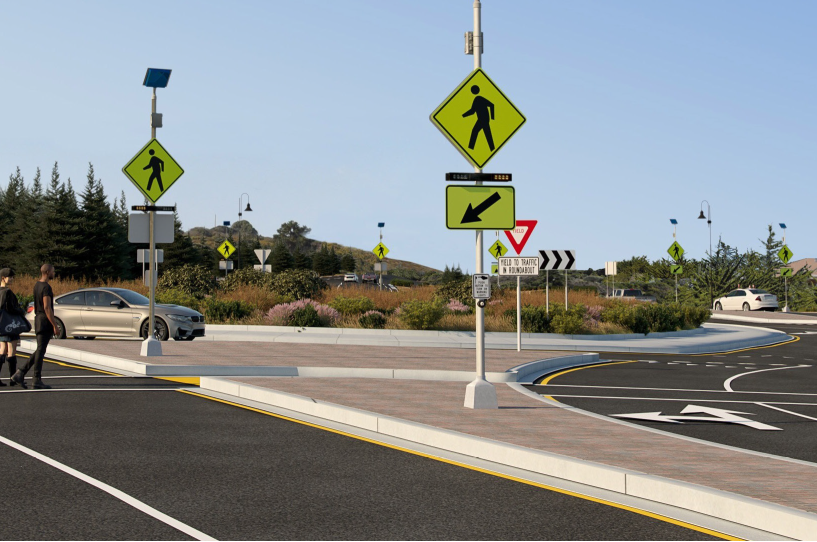 YIELD
YIELD TO TRAFFIC
IN ROUNDABOUT